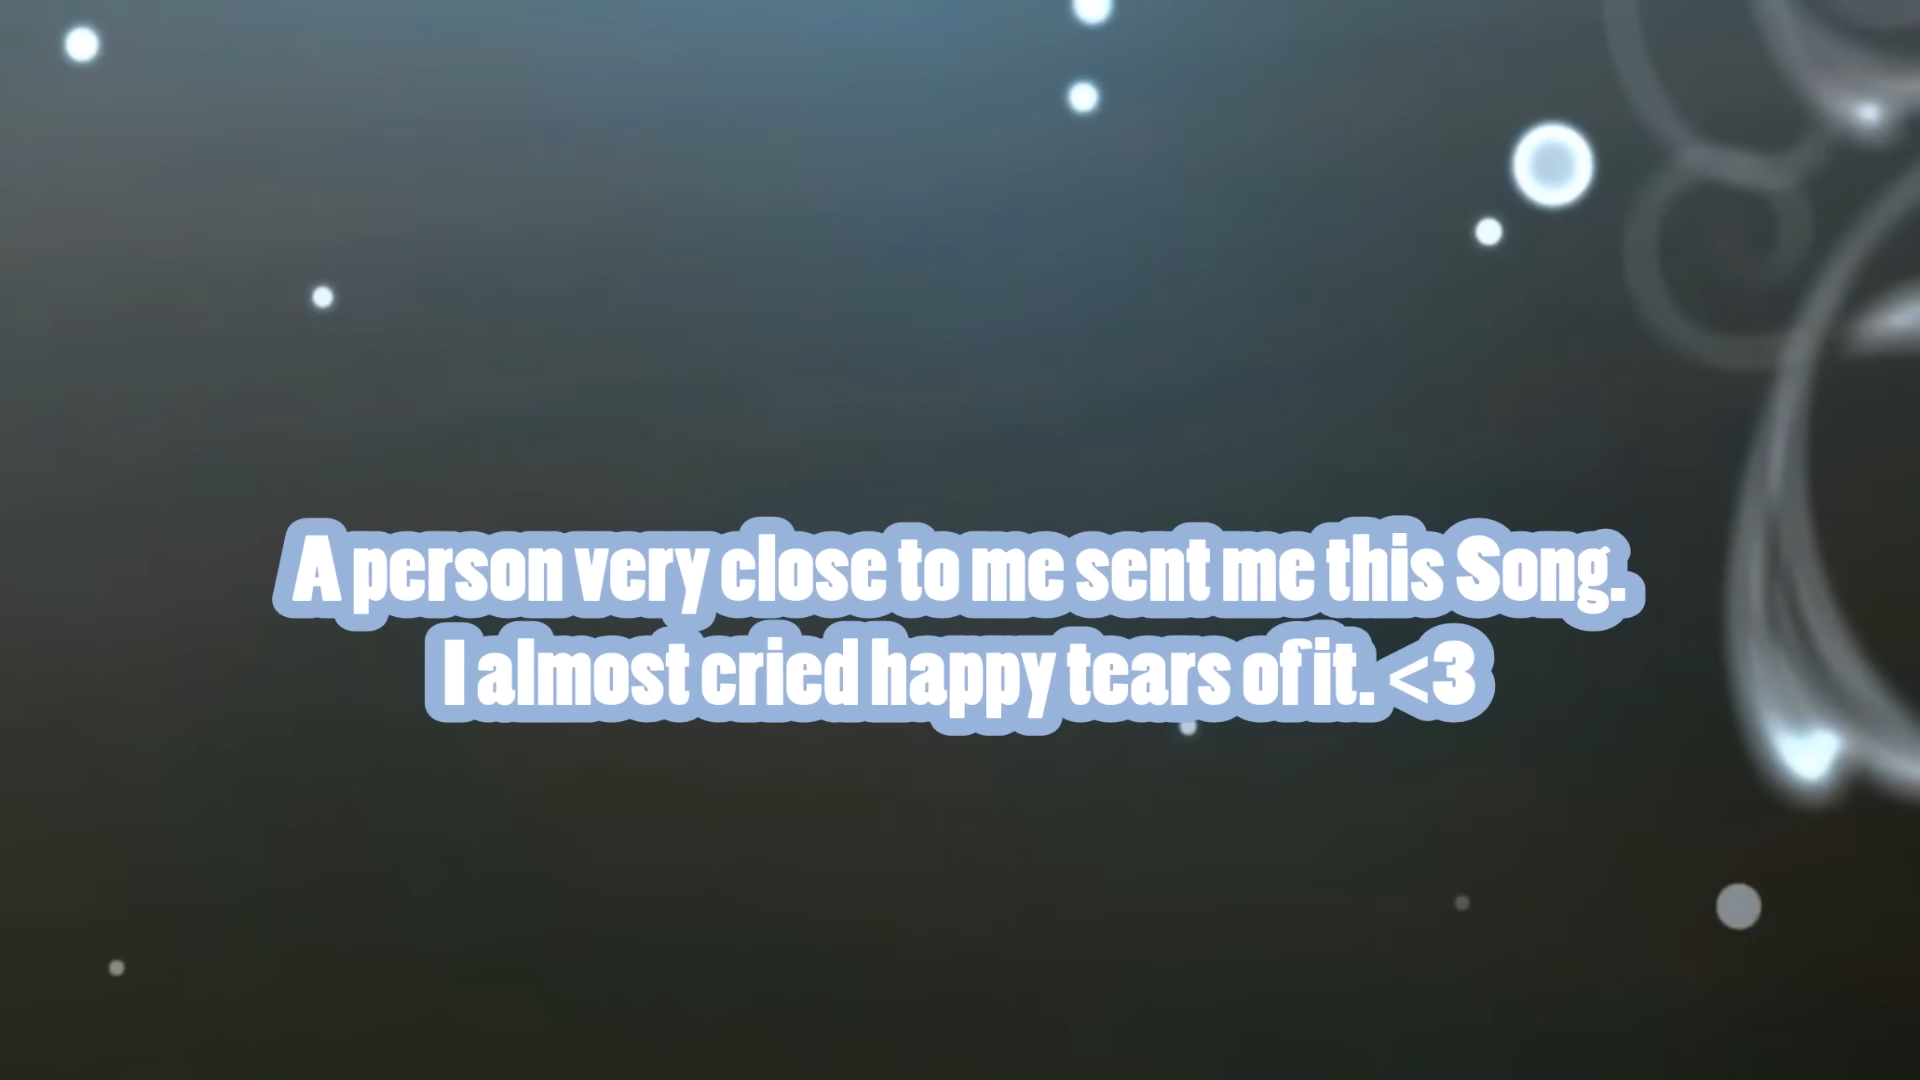 A person very close to me sent me this Song.
I almost cried happy tears of it. <3